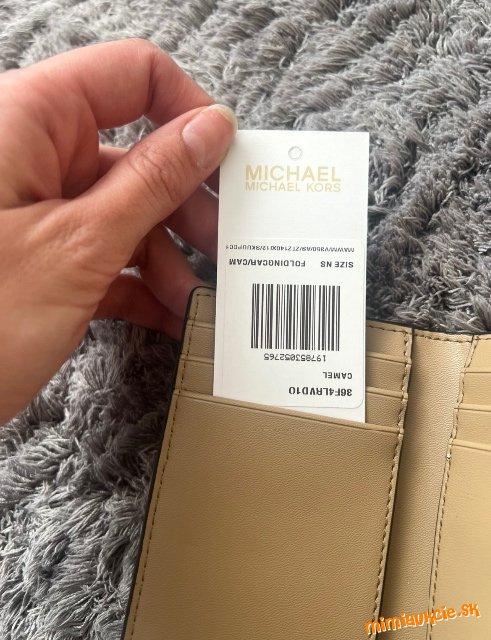 MICHAEL
MICHAEL KORS
36F4LRVD1O
CAMEL
197853052765
SIZE NS FOLDINGCAR/CAM
mimiaukcie.sk